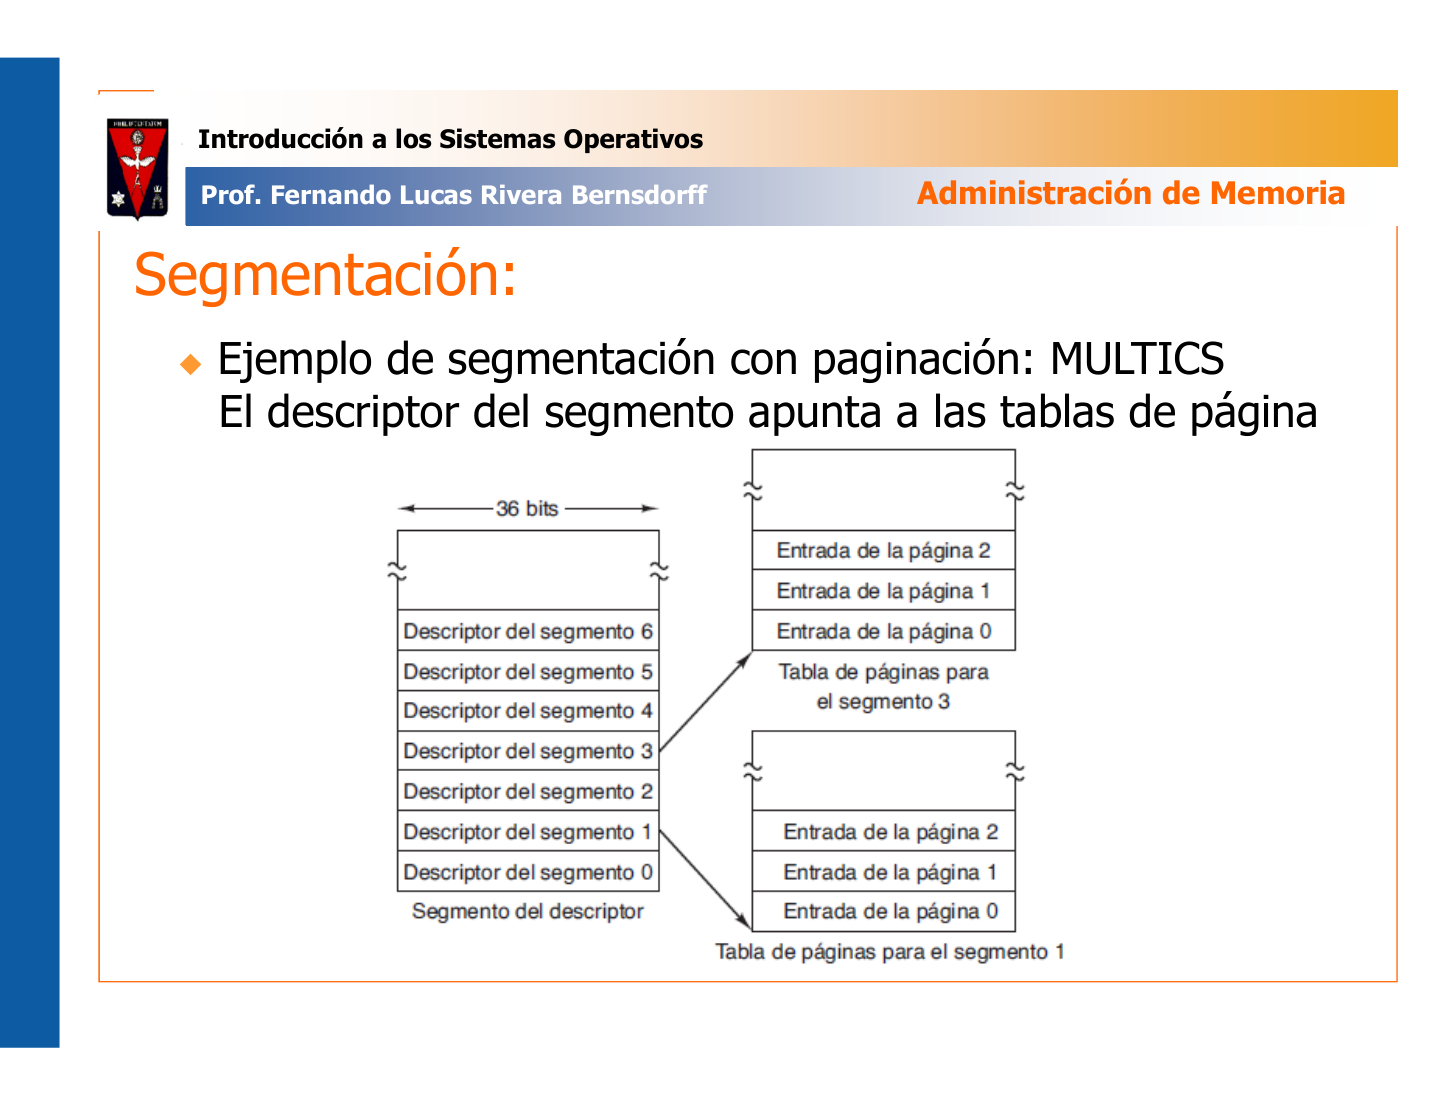 Introducción a los Sistemas Operativos
Prof. Fernando Lucas Rivera Bernsdorff
Administración de Memoria
Segmentación:
Ejemplo de segmentación con paginación: MULTICS
El descriptor del segmento apunta a las tablas de página
36 bits
Descriptor del segmento 6
Descriptor del segmento 5
Descriptor del segmento 4
Descriptor del segmento 3
Descriptor del segmento 2
Descriptor del segmento 1
Descriptor del segmento 0
Segmento del descriptor
Entrada de la página 2
Entrada de la página 1
Entrada de la página 0
Tabla de páginas para
el segmento 3
Entrada de la página 2
Entrada de la página 1
Entrada de la página 0
Tabla de páginas para el segmento 1